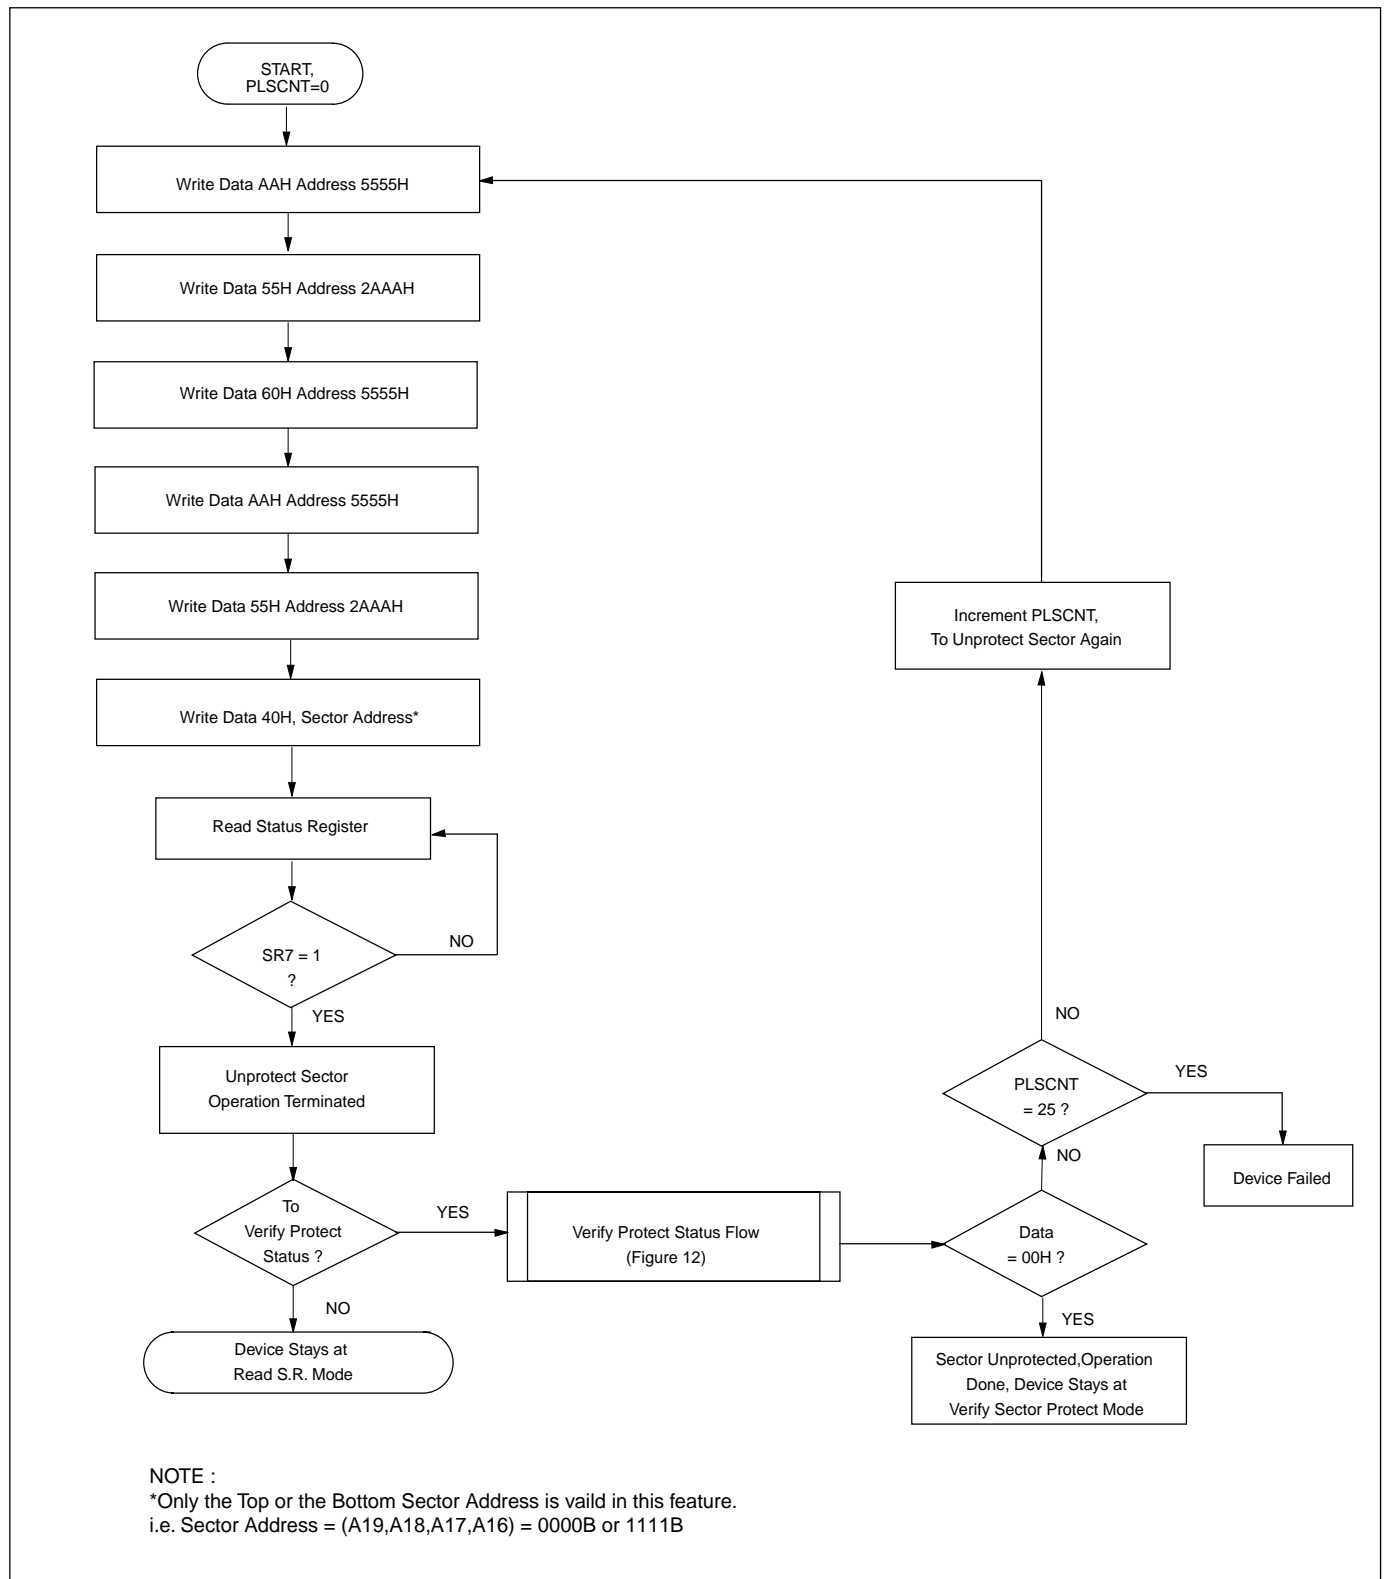 START,
PLSCNT=0
Write Data AAH Address 5555H
Write Data 55H Address 2AAAH
Write Data 60H Address 5555H
Write Data AAH Address 5555H
Write Data 55H Address 2AAAH
Write Data 40H, Sector Address*
Read Status Register
SR7 = 1
?
NO
YES
Unprotect Sector
Operation Terminated
To
Verify Protect
Status ?
YES
NO
Device Stays at
Read S.R. Mode
Verify Protect Status Flow
(Figure 12)
Data
= 00H ?
NO
YES
Sector Unprotected,Operation
Done, Device Stays at
Verify Sector Protect Mode
PLSCNT
= 25 ?
YES
NO
Device Failed
Increment PLSCNT,
To Unprotect Sector Again
NOTE :
*Only the Top or the Bottom Sector Address is vaild in this feature.
i.e. Sector Address = (A19,A18,A17,A16) = 0000B or 1111B